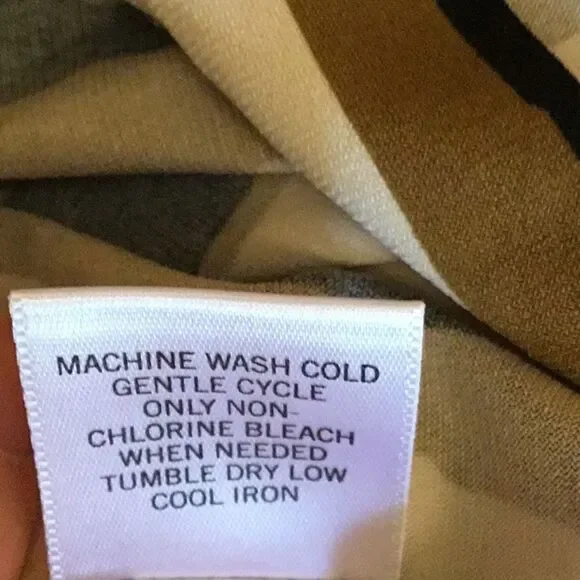 MACHINE WASH COLD
GENTLE CYCLE
ONLY NON-
CHLORINE BLEACH
WHEN NEEDED
TUMBLE DRY LOW
COOL IRON